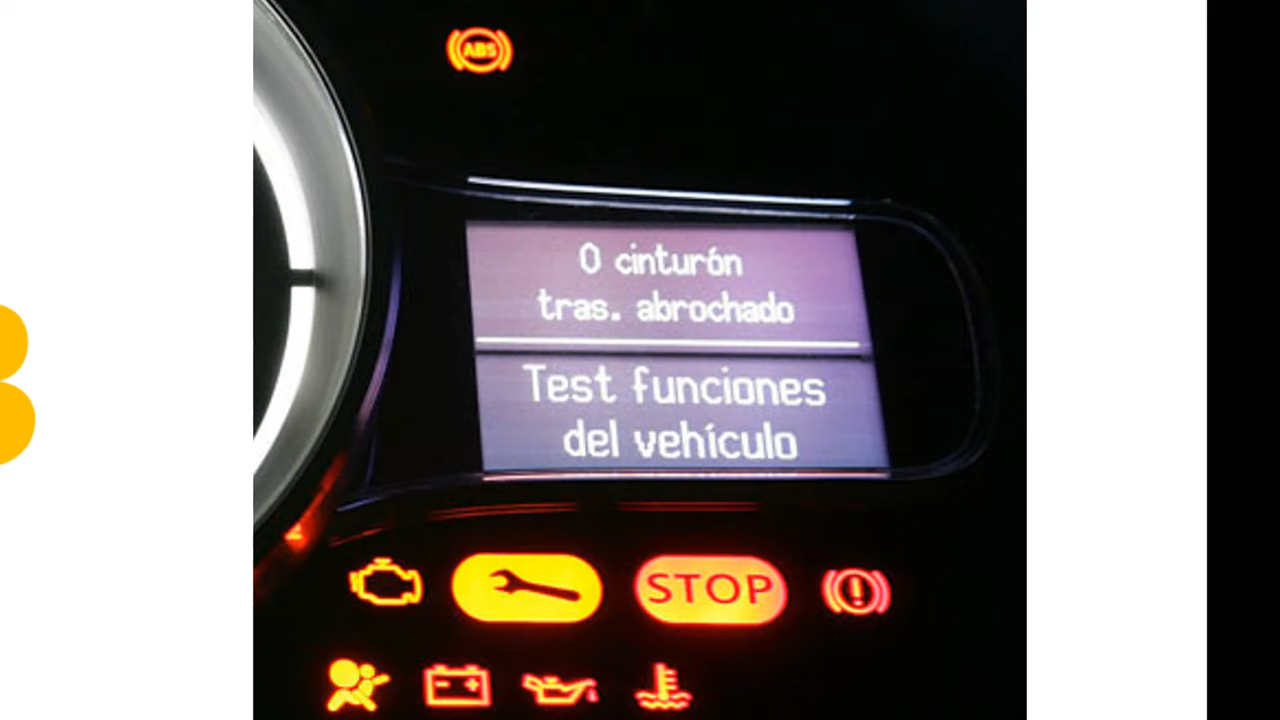 ABS
0 cinturón
tras. abrochado
Test funciones
del vehículo
STOP